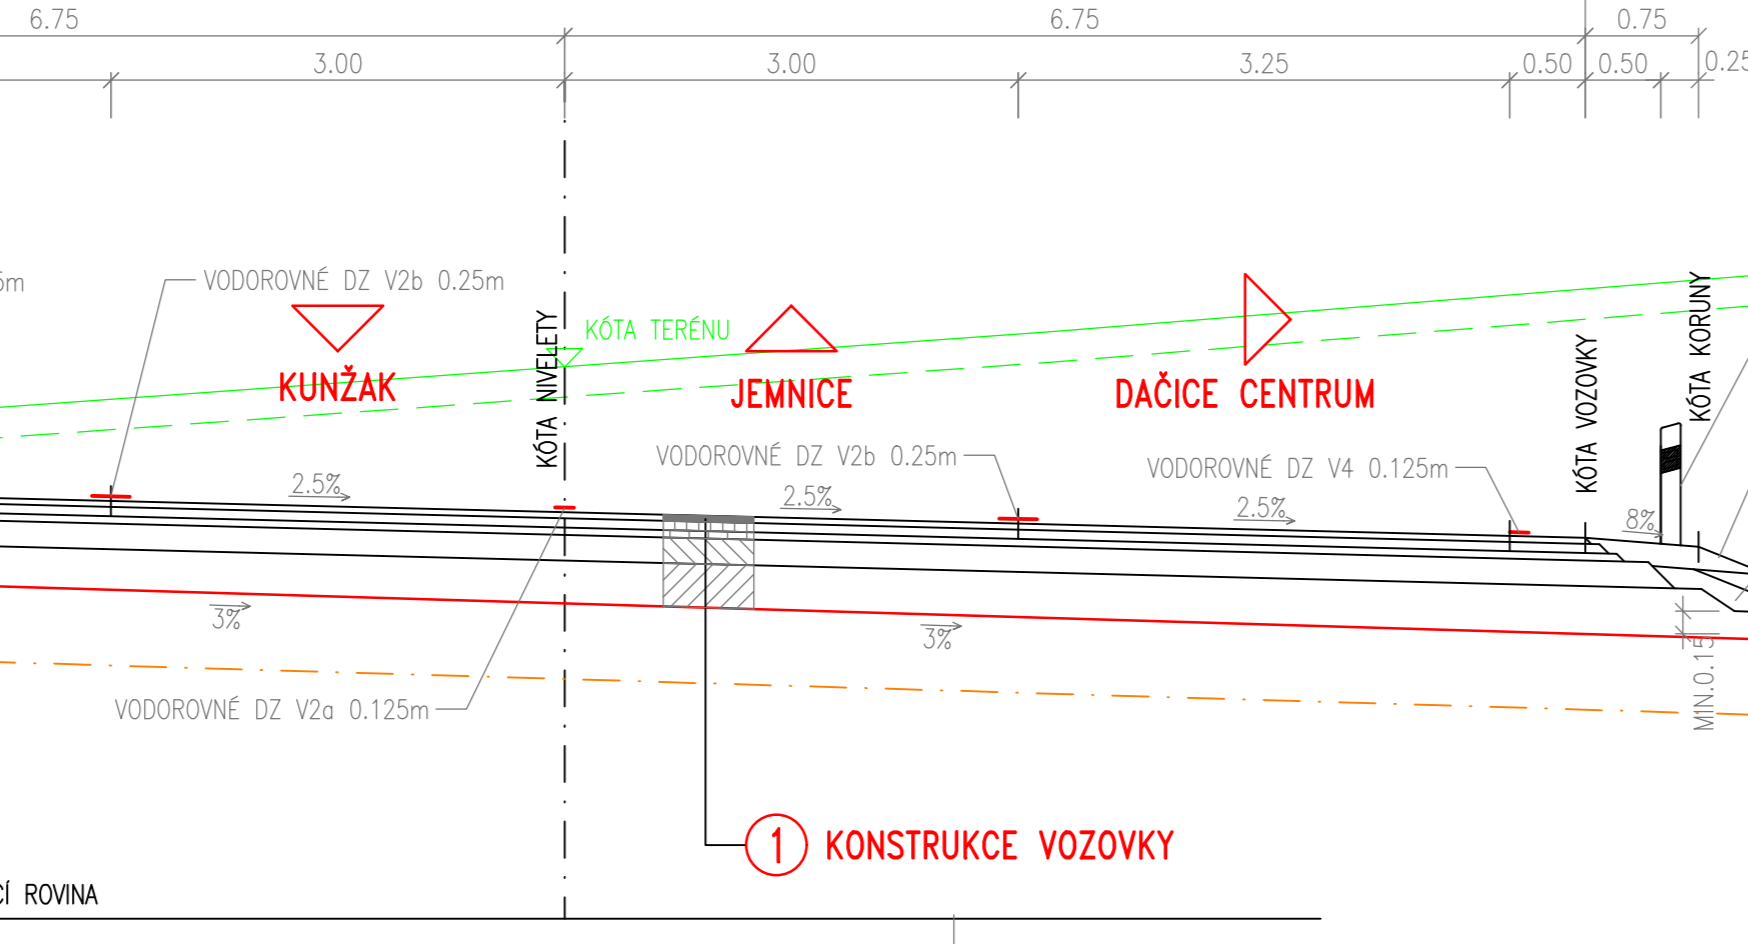 6.75
6.75
0.75
3.00
3.00
3.25
0.50
0.50
0.25
VODOROVNÉ DZ V2b 0.25m
KÓTA NIVELETY
KÓTA TERÉNU
KUNŽAK
JEMNICE
DAČICE CENTRUM
KÓTA VOZOVKY
KÓTA KORUNY
VODOROVNÉ DZ V2b 0.25m
VODOROVNÉ DZ V4 0.125m
2.5%
2.5%
2.5%
8%
3%
3%
MIN.0.15
VODOROVNÉ DZ V2a 0.125m
1 KONSTRUKCE VOZOVKY
ROVINA